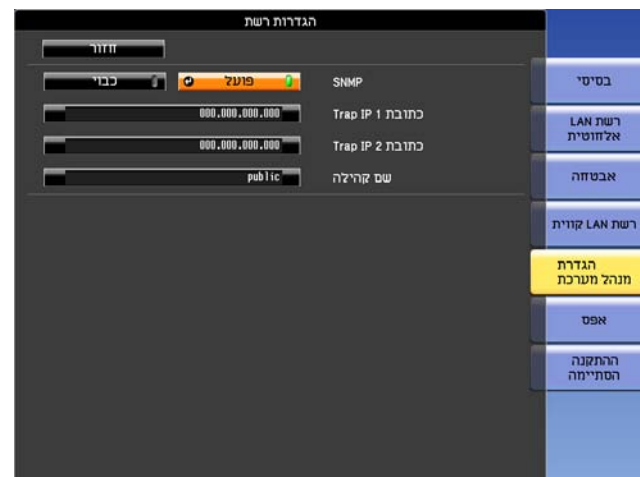 הגדרות רשת
חזור
SNMP פועל כבוי
כתובת Trap IP 1 000.000.000.000
כתובת Trap IP 2 000.000.000.000
שם קהילה public
בסיסי
רשת LAN
אלחוטית
אבטחה
רשת LAN קווית
הגדרת
מנהל מערכת
אפס
ההתקנה
הסתיימה